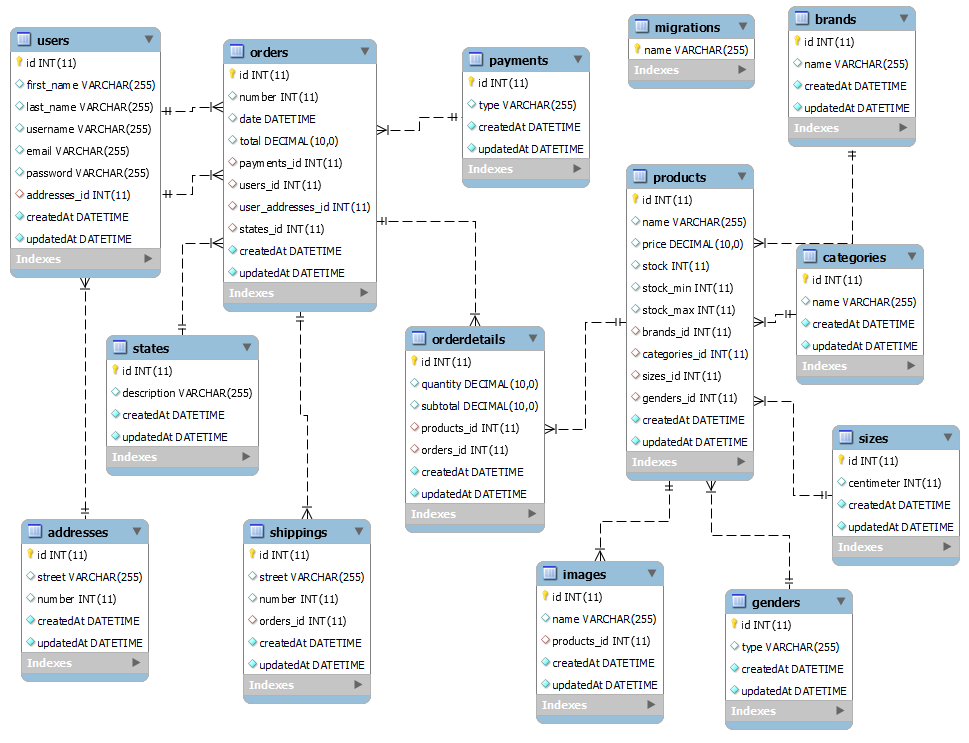 users
id INT(11)
first_name VARCHAR(255)
last_name VARCHAR(255)
username VARCHAR(255)
email VARCHAR(255)
password VARCHAR(255)
addresses_id INT(11)
createdAt DATETIME
updatedAt DATETIME
Indexes
orders
id INT(11)
number INT(11)
date DATETIME
total DECIMAL(10,0)
payments_id INT(11)
users_id INT(11)
user_addresses_id INT(11)
states_id INT(11)
createdAt DATETIME
updatedAt DATETIME
Indexes
payments
id INT(11)
type VARCHAR(255)
createdAt DATETIME
updatedAt DATETIME
Indexes
migrations
name VARCHAR(255)
Indexes
brands
id INT(11)
name VARCHAR(255)
createdAt DATETIME
updatedAt DATETIME
Indexes
products
id INT(11)
name VARCHAR(255)
price DECIMAL(10,0)
stock INT(11)
stock_min INT(11)
stock_max INT(11)
brands_id INT(11)
categories_id INT(11)
sizes_id INT(11)
genders_id INT(11)
createdAt DATETIME
updatedAt DATETIME
Indexes
categories
id INT(11)
name VARCHAR(255)
createdAt DATETIME
updatedAt DATETIME
Indexes
states
id INT(11)
description VARCHAR(255)
createdAt DATETIME
updatedAt DATETIME
Indexes
orderdetails
id INT(11)
quantity DECIMAL(10,0)
subtotal DECIMAL(10,0)
products_id INT(11)
orders_id INT(11)
createdAt DATETIME
updatedAt DATETIME
Indexes
sizes
id INT(11)
centimeter INT(11)
createdAt DATETIME
updatedAt DATETIME
Indexes
addresses
id INT(11)
street VARCHAR(255)
number INT(11)
createdAt DATETIME
updatedAt DATETIME
Indexes
shippings
id INT(11)
street VARCHAR(255)
number INT(11)
orders_id INT(11)
createdAt DATETIME
updatedAt DATETIME
Indexes
images
id INT(11)
name VARCHAR(255)
products_id INT(11)
createdAt DATETIME
updatedAt DATETIME
Indexes
genders
id INT(11)
type VARCHAR(255)
createdAt DATETIME
updatedAt DATETIME
Indexes